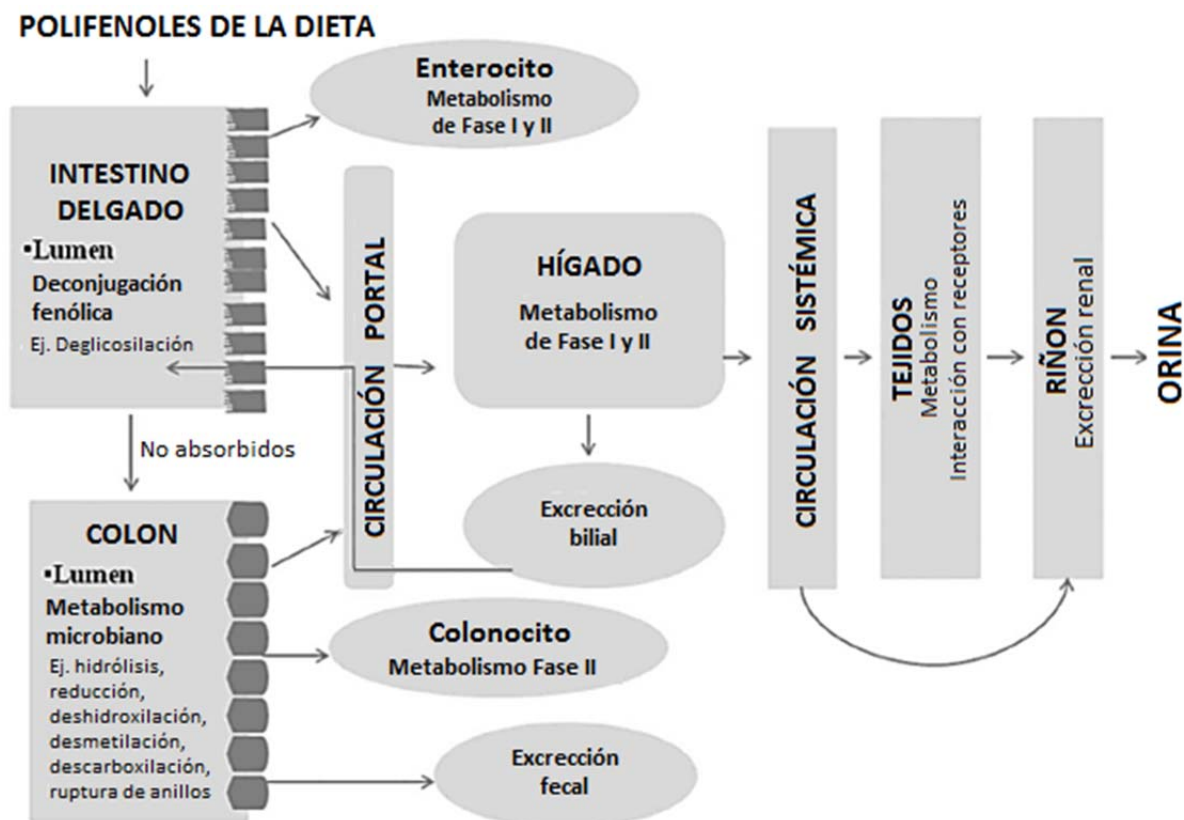 POLIFENOLES DE LA DIETA
Enterocito
Metabolismo
de Fase I y II
INTESTINO
DELGADO
▪Lumen
Deconjugación
fenólica
Ej. Deglicosilación
No absorbidos
CIRCULACIÓN PORTAL
HÍGADO
Metabolismo
de Fase I y II
Excrección
bilial
COLON
▪Lumen
Metabolismo
microbiano
Ej. hidrólisis,
reducción,
deshidroxilación,
desmetilación,
descarboxilación,
ruptura de anillos
Colonocito
Metabolismo Fase II
Excrección
fecal
CIRCULACIÓN SISTÉMICA
TEJIDOS
Metabolismo
Interacción con receptores
RIÑON
Excrección renal
ORINA